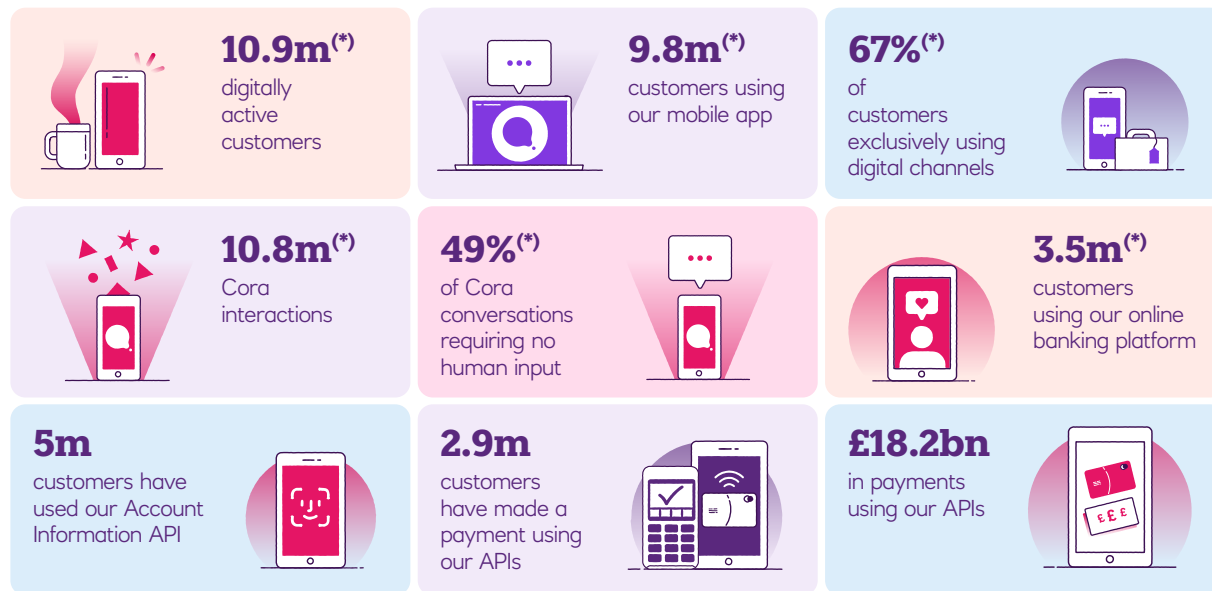 10.9m(*)
digitally
active
customers
9.8m(*)
customers using
our mobile app
67%(*)
of
customers
exclusively using
digital channels
10.8m(*)
Cora
interactions
49%(*)
of Cora
conversations
requiring no
human input
3.5m(*)
customers
using our online
banking platform
5m
customers have
used our Account
Information API
2.9m
customers
have made a
payment using
our APIs
£18.2bn
in payments
using our APIs
£ £ £